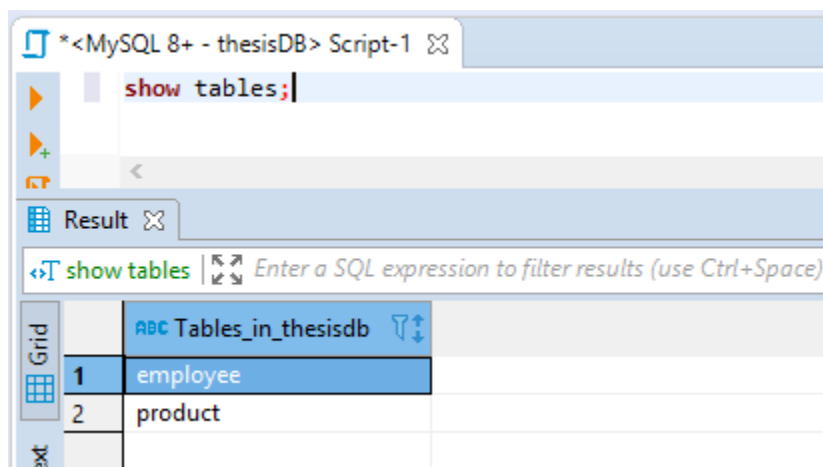 *<MySQL 8+ - thesisDB> Script-1
show tables;
Result
show tables Enter a SQL expression to filter results (use Ctrl+Space)
Grid
ABC Tables_in_thesisdb
1 employee
2 product